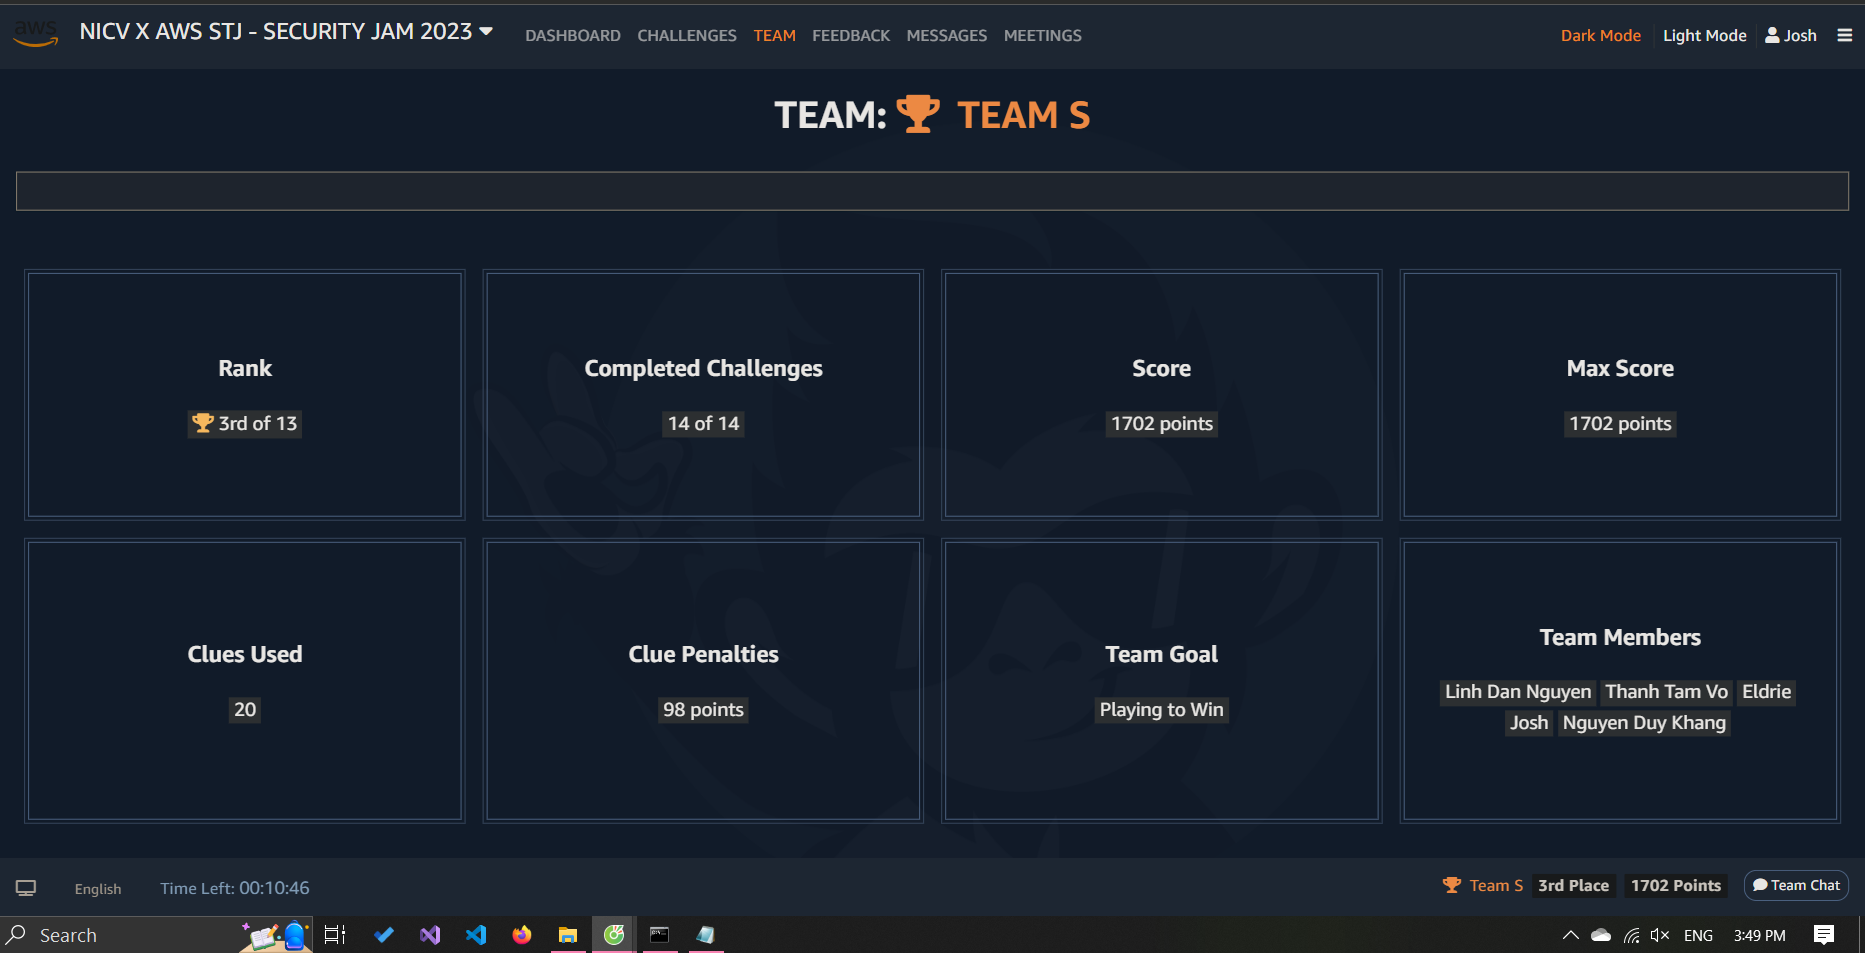 aws
NICV X AWS STJ - SECURITY JAM 2023
DASHBOARD CHALLENGES TEAM FEEDBACK MESSAGES MEETINGS
Dark Mode Light Mode Josh
TEAM: TEAM S
Rank
3rd of 13
Completed Challenges
14 of 14
Score
1702 points
Max Score
1702 points
Clues Used
20
Clue Penalties
98 points
Team Goal
Playing to Win
Team Members
Linh Dan Nguyen Thanh Tam Vo Eldrie
Josh Nguyen Duy Khang
English Time Left: 00:10:46
Team S 3rd Place 1702 Points Team Chat
Search
ENG 3:49 PM